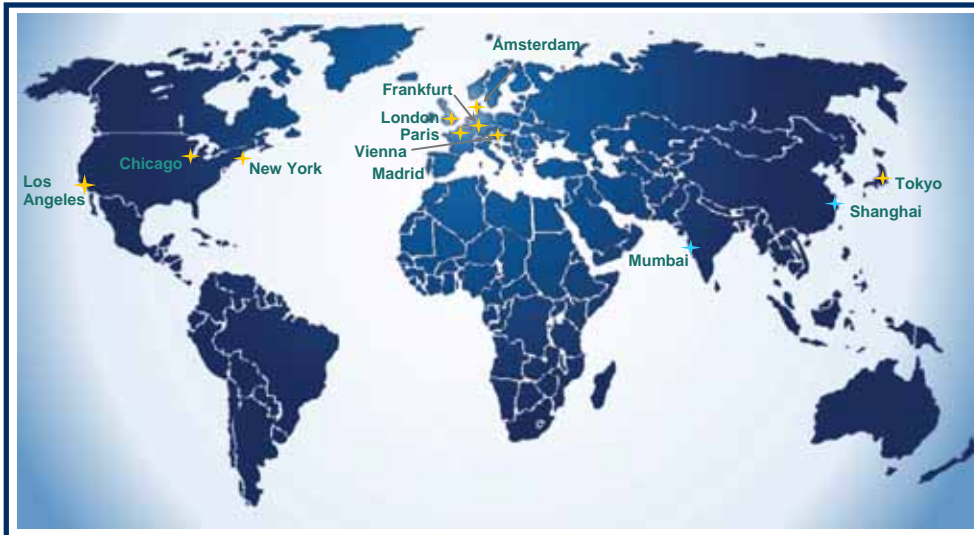 Amsterdam
Frankfurt
London
Paris
Vienna
Madrid
Chicago
New York
Los
Angeles
Tokyo
Shanghai
Mumbai